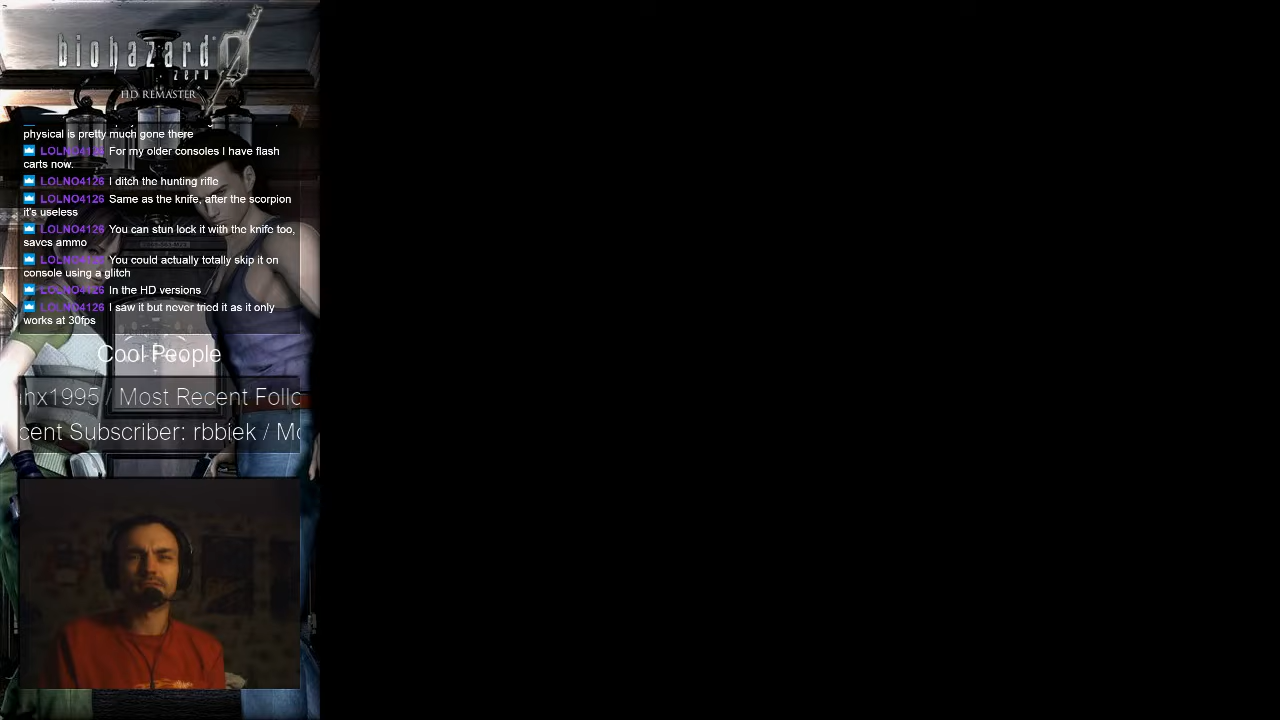 biohazard 0
zero
HD REMASTER
physical is pretty much gone there
LOLNO4126 For my older consoles I have flash
carts now.
LOLNO4126 I ditch the hunting rifle
LOLNO4126 Same as the knife, after the scorpion
it's useless
LOLNO4126 You can stun lock it with the knife too,
saves ammo
LOLNO4126 You could actually totally skip it on
console using a glitch
LOLNO4126 In the HD versions
LOLNO4126 I saw it but never tried it as it only
works at 30fps
Cool People
nx1995 / Most Recent Follo
cent Subscriber: rbbiek / Mo